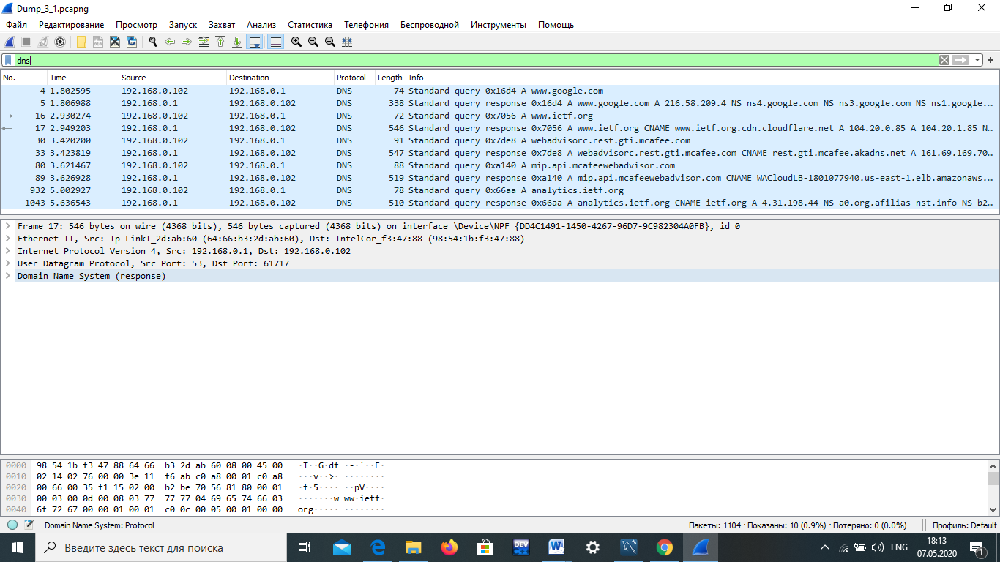 Dump_3_1.pcapng
Файл Редактирование Просмотр Запуск Захват Анализ Статистика Телефония Беспроводной Инструменты Помощь
dns
No. Time Source Destination Protocol Length Info
4 1.802595 192.168.0.102 192.168.0.1 DNS 74 Standard query 0x16d4 A www.google.com
5 1.806988 192.168.0.1 192.168.0.102 DNS 338 Standard query response 0x16d4 A www.google.com A 216.58.209.4 NS ns4.google.com NS ns3.google.com NS ns1.google.…
16 2.930274 192.168.0.102 192.168.0.1 DNS 72 Standard query 0x7056 A www.ietf.org
17 2.949203 192.168.0.1 192.168.0.102 DNS 546 Standard query response 0x7056 A www.ietf.org CNAME www.ietf.org.cdn.cloudflare.net A 104.20.0.85 A 104.20.1.85 N…
30 3.420200 192.168.0.102 192.168.0.1 DNS 91 Standard query 0x7de8 A webadvisorc.rest.gti.mcafee.com
33 3.423819 192.168.0.1 192.168.0.102 DNS 547 Standard query response 0x7de8 A webadvisorc.rest.gti.mcafee.com CNAME rest.gti.mcafee.akadns.net A 161.69.169.70…
80 3.621467 192.168.0.102 192.168.0.1 DNS 88 Standard query 0xa140 A mip.api.mcafeewebadvisor.com
89 3.626928 192.168.0.1 192.168.0.102 DNS 519 Standard query response 0xa140 A mip.api.mcafeewebadvisor.com CNAME WACloudLB-1801077940.us-east-1.elb.amazonaws.…
932 5.002927 192.168.0.102 192.168.0.1 DNS 78 Standard query 0x66aa A analytics.ietf.org
1043 5.636543 192.168.0.1 192.168.0.102 DNS 510 Standard query response 0x66aa A analytics.ietf.org CNAME ietf.org A 4.31.198.44 NS a0.org.afilias-nst.info NS b2…
Frame 17: 546 bytes on wire (4368 bits), 546 bytes captured (4368 bits) on interface \Device\NPF_{DD4C1491-1450-4267-96D7-9C982304A0FB}, id 0
Ethernet II, Src: Tp-LinkT_2d:ab:60 (64:66:b3:2d:ab:60), Dst: IntelCor_f3:47:88 (98:54:1b:f3:47:88)
Internet Protocol Version 4, Src: 192.168.0.1, Dst: 192.168.0.102
User Datagram Protocol, Src Port: 53, Dst Port: 61717
Domain Name System (response)
0000 98 54 1b f3 47 88 64 66 b3 2d ab 60 08 00 45 00 ·T··G·df ·-·`··E·
0010 02 14 02 76 00 00 3e 11 f6 ab c0 a8 00 01 c0 a8 ···v··>· ········
0020 00 66 00 35 f1 15 02 00 b2 be 70 56 81 80 00 01 ·f·5···· ··pV····
0030 00 03 00 0d 00 08 03 77 77 77 04 69 65 74 66 03 ·······w ww·ietf·
0040 6f 72 67 00 00 01 00 01 c0 0c 00 05 00 01 00 00 org····· ········
Domain Name System: Protocol Пакеты: 1104 · Показаны: 10 (0.9%) · Потеряно: 0 (0.0%) Профиль: Default
Введите здесь текст для поиска
DEV
ENG
18:13
07.05.2020
1